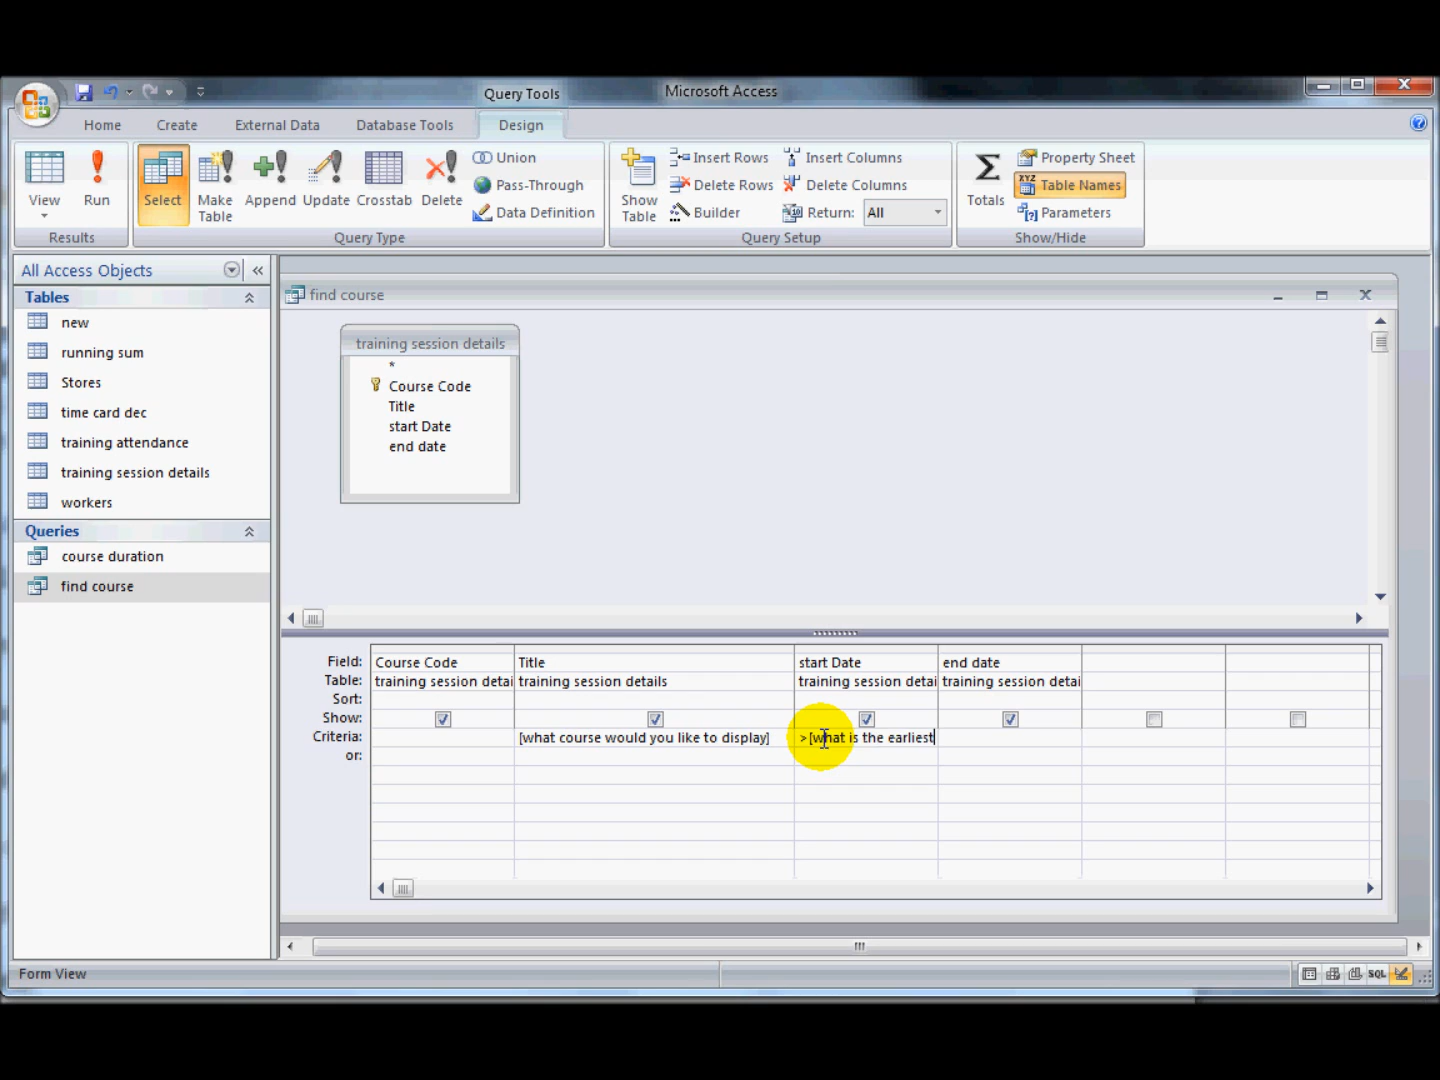 Query Tools
Microsoft Access
Home
Create
External Data
Database Tools
Design
View
Run
Results
Select
Make Table
Append
Update
Crosstab
Delete
Union
Pass-Through
Data Definition
Query Type
Show Table
Insert Rows
Delete Rows
Builder
Insert Columns
Delete Columns
Return: All
Query Setup
Σ
Totals
Property Sheet
XYZ
Table Names
[?] Parameters
Show/Hide
All Access Objects
Tables
new
running sum
Stores
time card dec
training attendance
training session details
workers
Queries
course duration
find course
find course
training session details
*
Course Code
Title
start Date
end date
Field: Course Code Title start Date end date
Table: training session detai training session details training session detai training session detai
Sort:
Show:
Criteria: [what course would you like to display] >[what is the earliest
or:
Form View
SQL